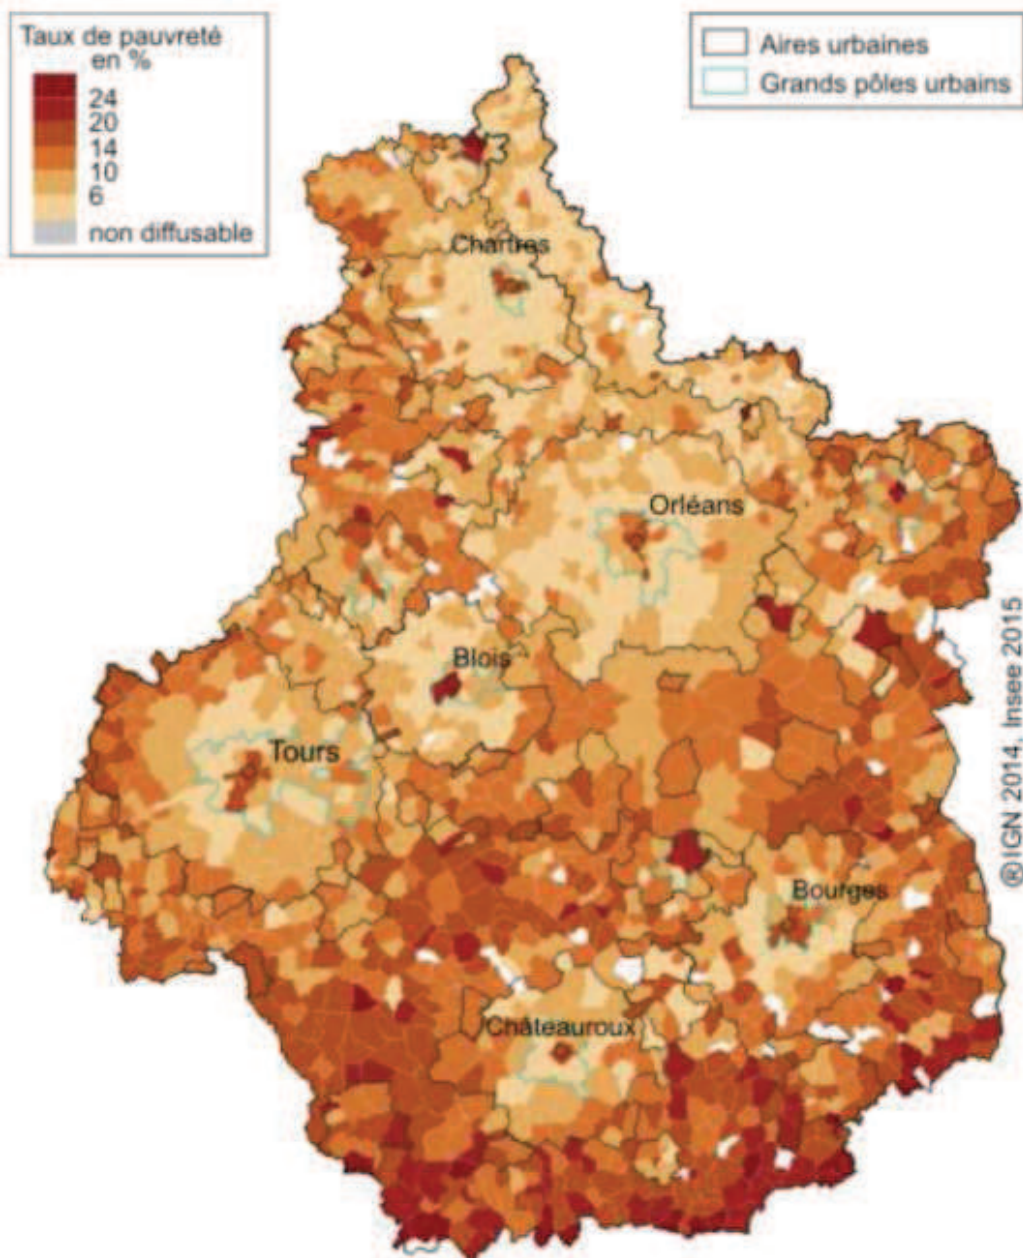 Taux de pauvreté
en %
24
20
14
10
6
non diffusable
Aires urbaines
Grands pôles urbains
Chartres
Orléans
Blois
Tours
Bourges
Châteauroux
®IGN 2014, Insee 2015